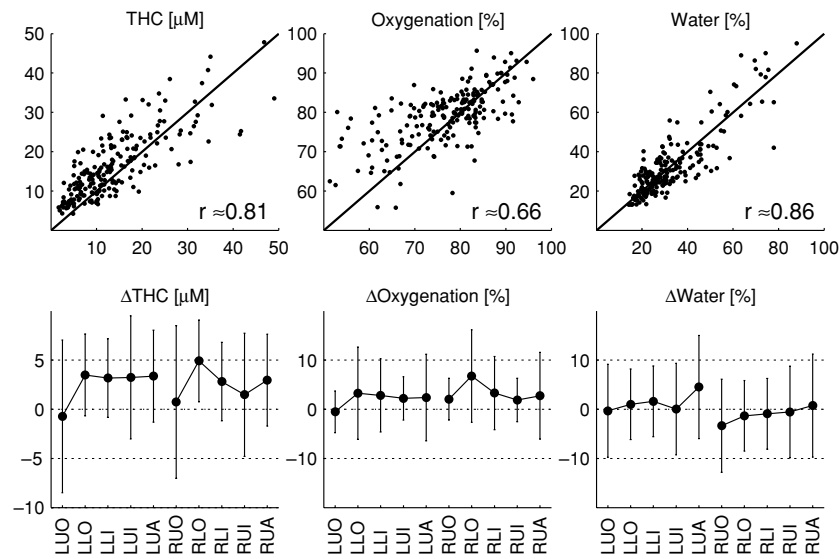 THC [μM]
Oxygenation [%]
Water [%]
50
40
30
20
10
r ≈0.81
10 20 30 40 50
100
90
80
70
60
r ≈0.66
60 70 80 90 100
100
80
60
40
20
r ≈0.86
20 40 60 80 100
ΔTHC [μM]
ΔOxygenation [%]
ΔWater [%]
5
0
−5
−10
LUO LLO LLI LUI LUA RUO RLO RLI RUI RUA
10
0
−10
LUO LLO LLI LUI LUA RUO RLO RLI RUI RUA
10
0
−10
LUO LLO LLI LUI LUA RUO RLO RLI RUI RUA